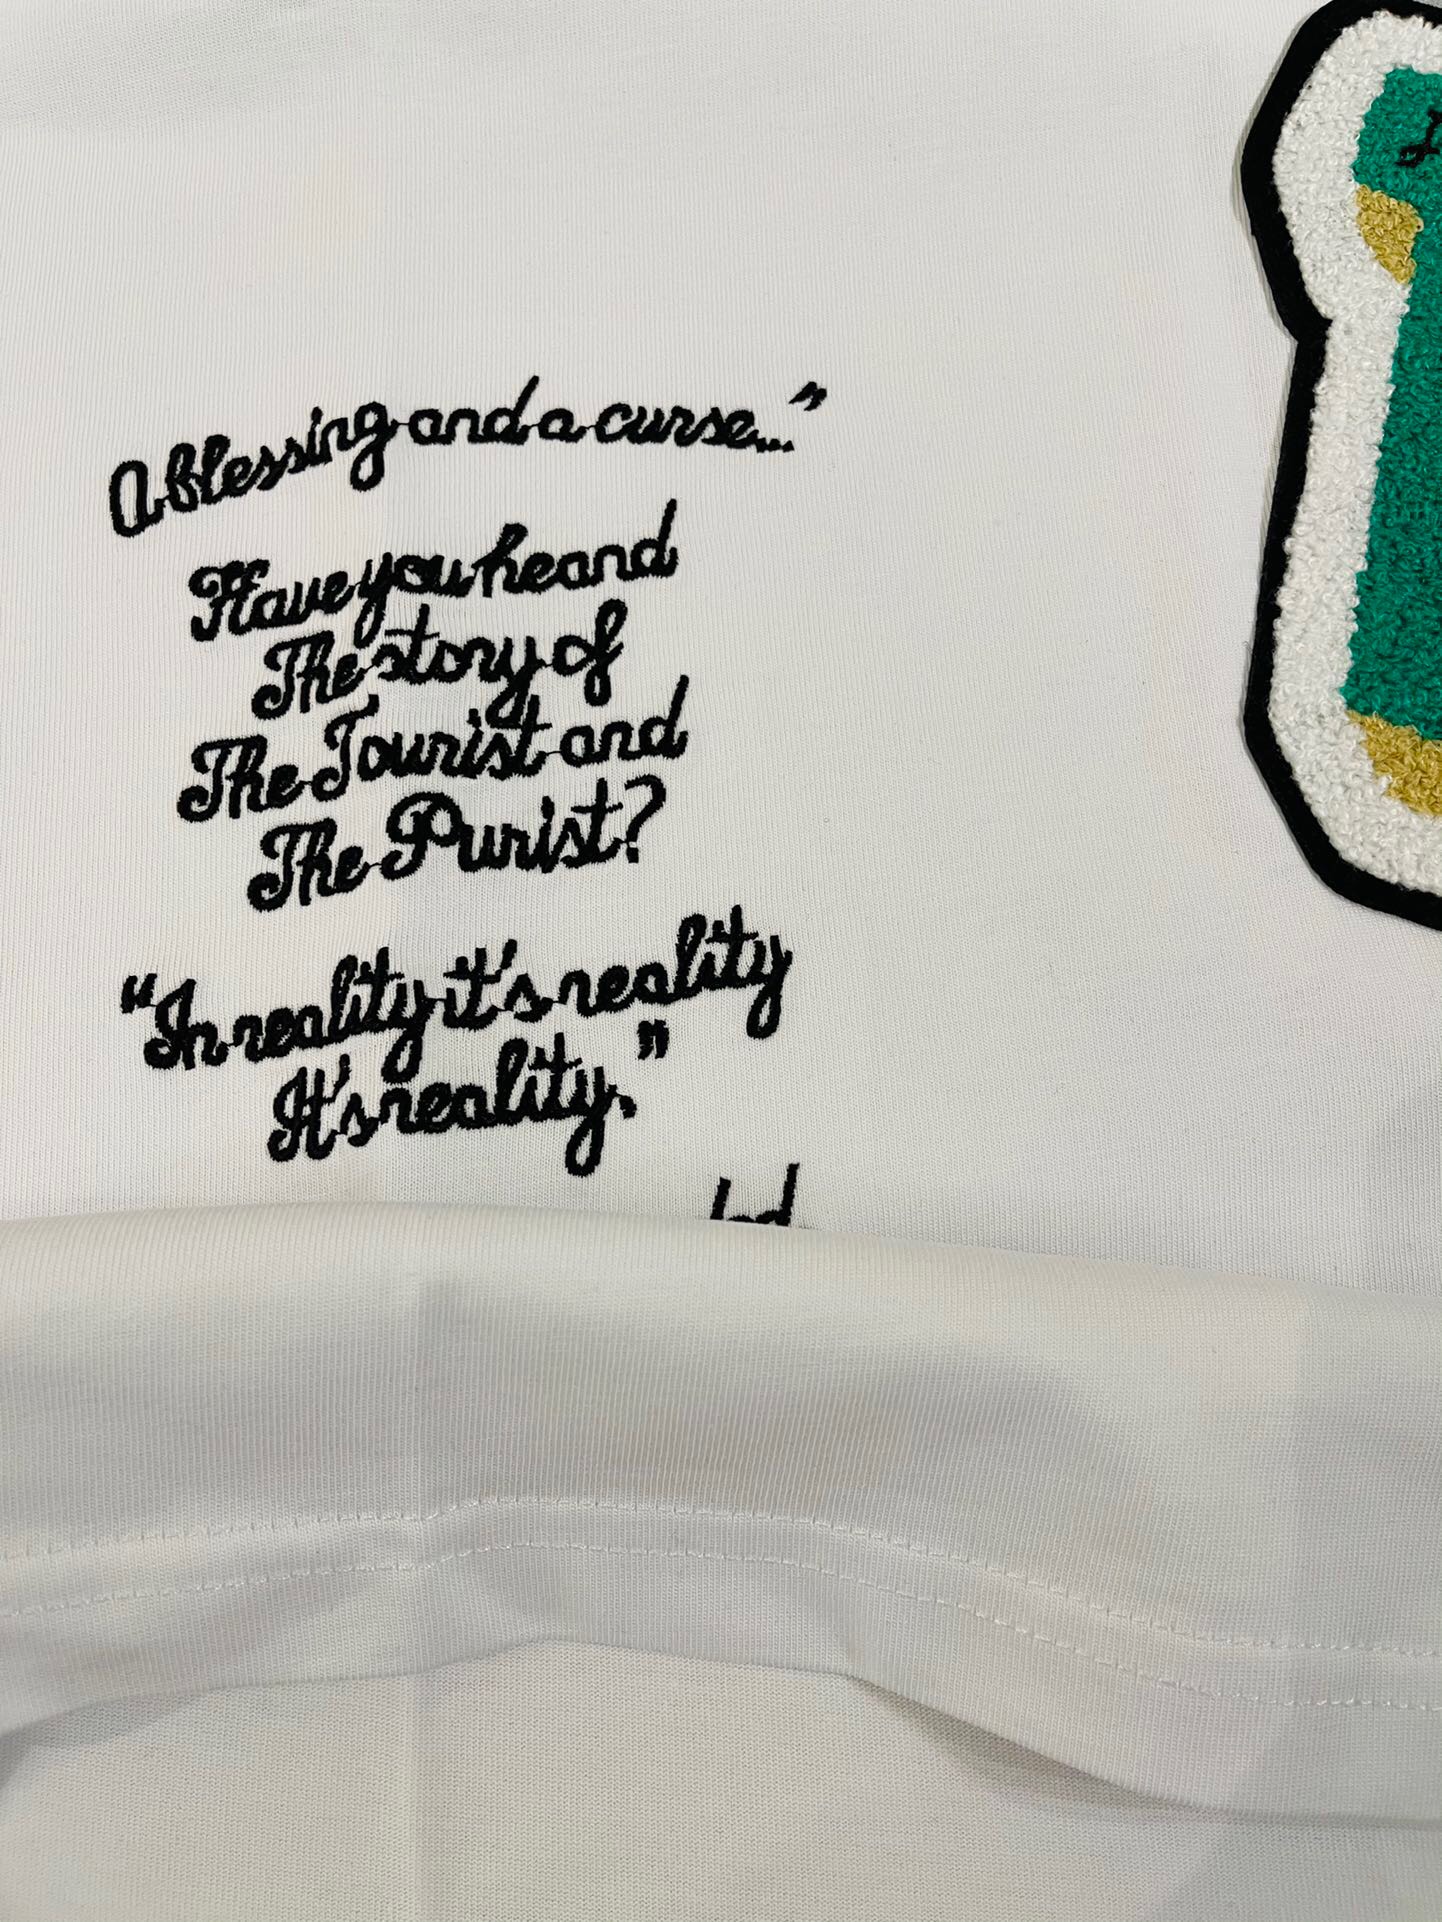 A blessing and a curse..."
Have you heard
The story of
The Tourist and
The Purist?
"In reality it's reality
It's reality."